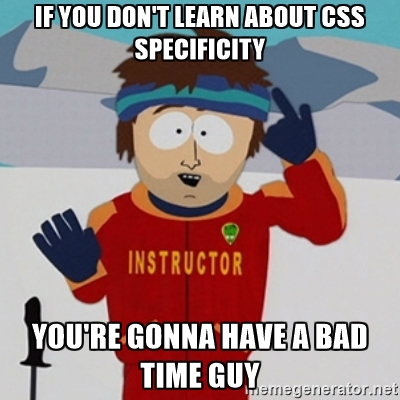 IF YOU DON'T LEARN ABOUT CSS
SPECIFICITY
INSTRUCTOR
YOU'RE GONNA HAVE A BAD
TIME GUY
memegenerator.net